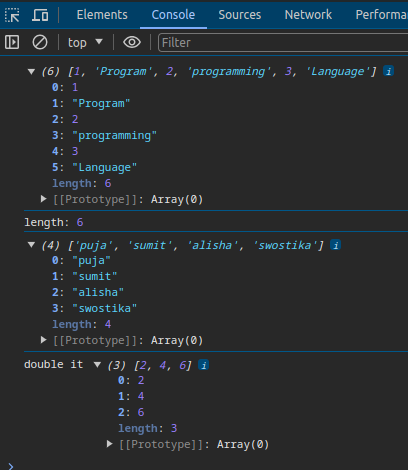 Elements Console Sources Network Performa
top Filter
(6) [1, 'Program', 2, 'programming', 3, 'Language'] i
0: 1
1: "Program"
2: 2
3: "programming"
4: 3
5: "Language"
length: 6
[[Prototype]]: Array(0)
length: 6
(4) ['puja', 'sumit', 'alisha', 'swostika'] i
0: "puja"
1: "sumit"
2: "alisha"
3: "swostika"
length: 4
[[Prototype]]: Array(0)
double it (3) [2, 4, 6] i
0: 2
1: 4
2: 6
length: 3
[[Prototype]]: Array(0)